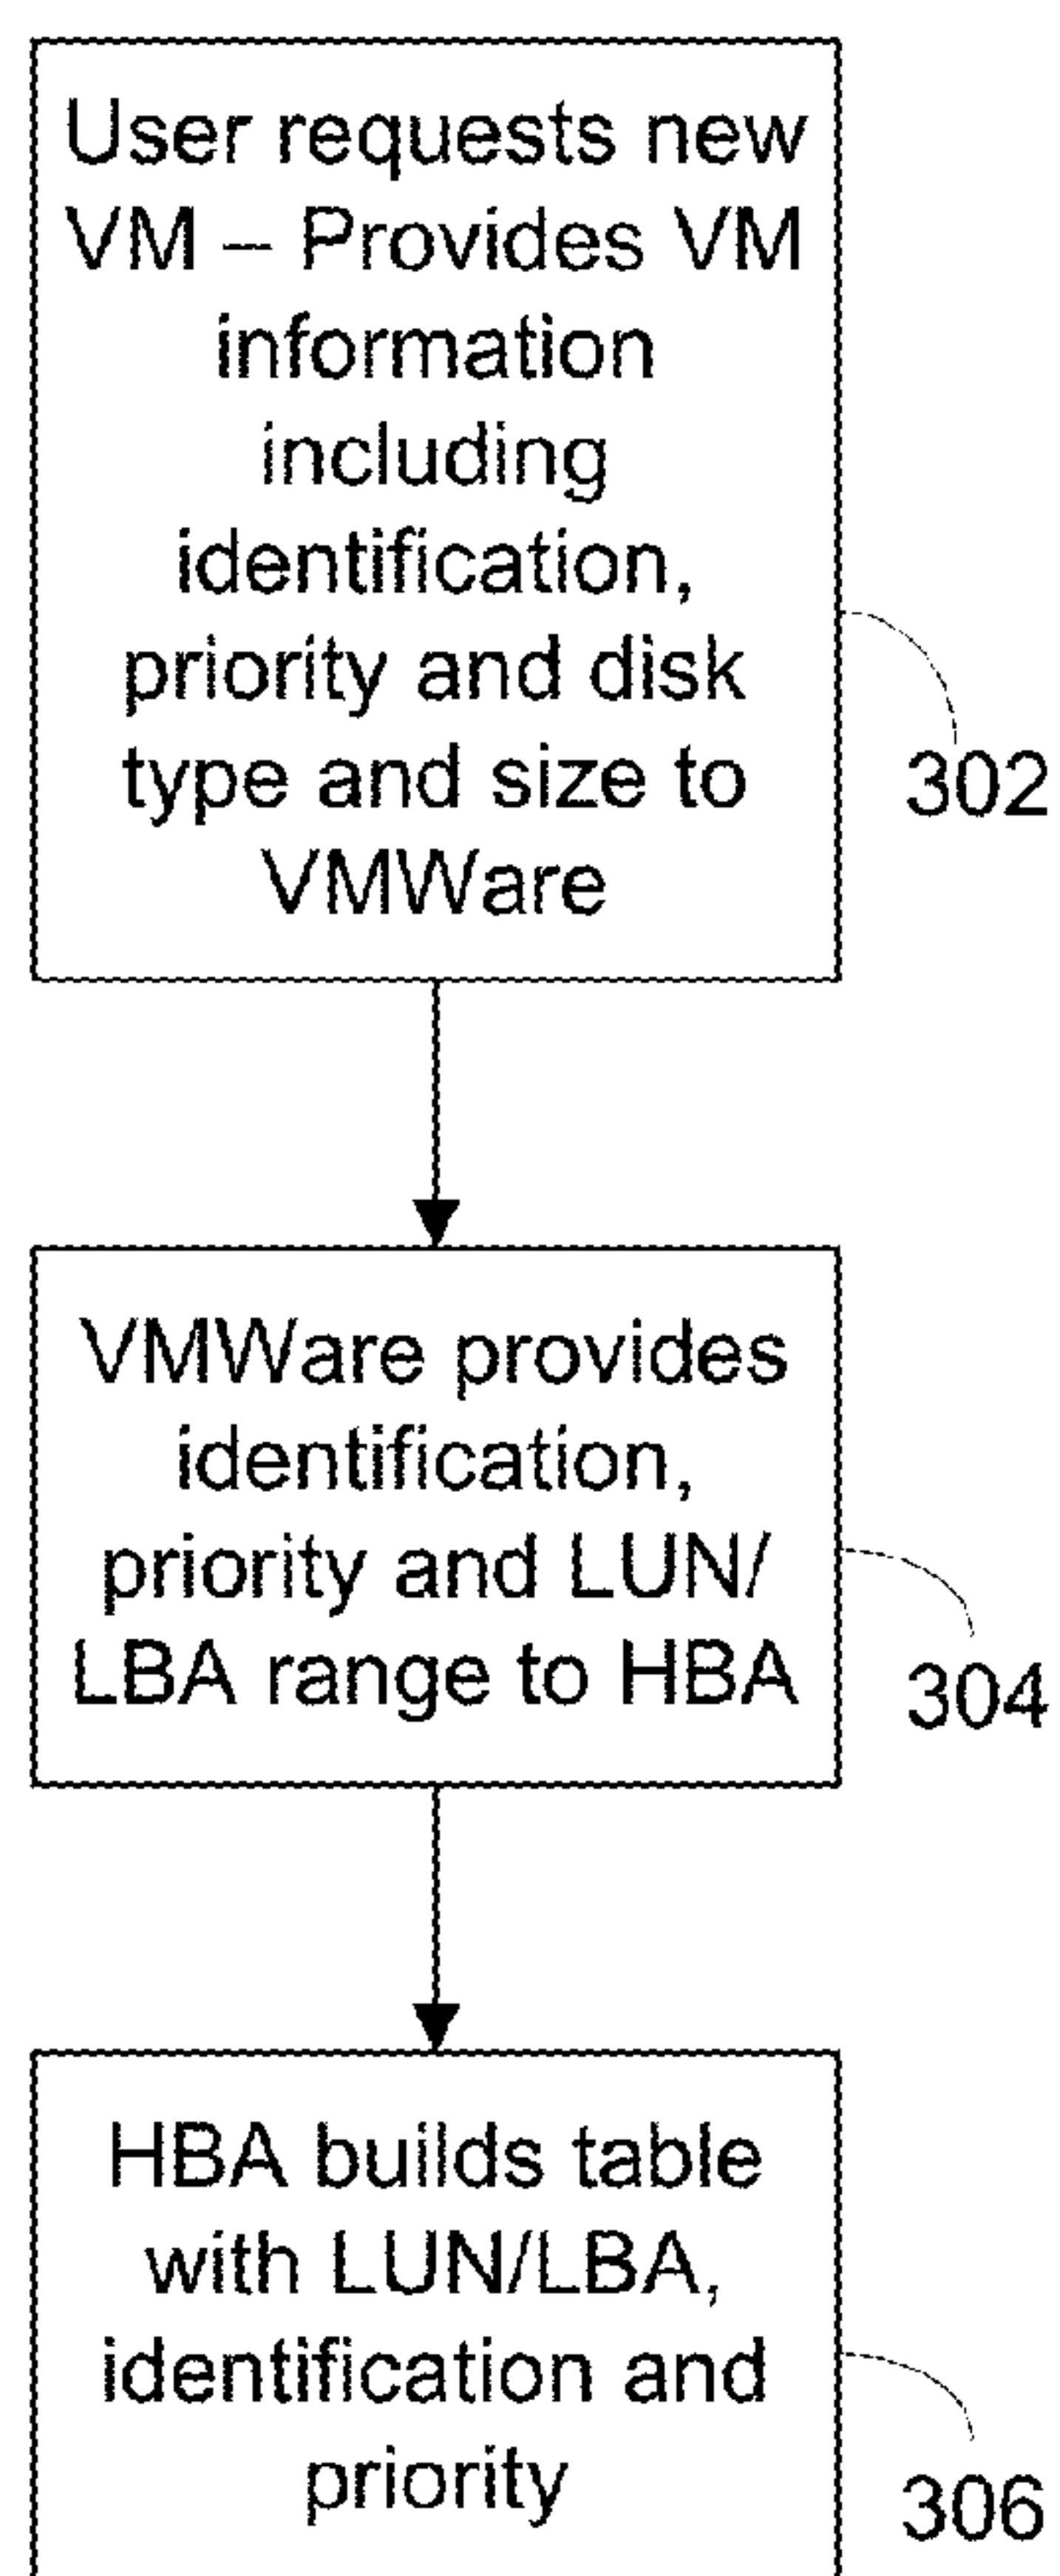 User requests new
VM – Provides VM
information
including
identification,
priority and disk
type and size to
VMWare
302
VMWare provides
identification,
priority and LUN/
LBA range to HBA
304
HBA builds table
with LUN/LBA,
identification and
priority
306